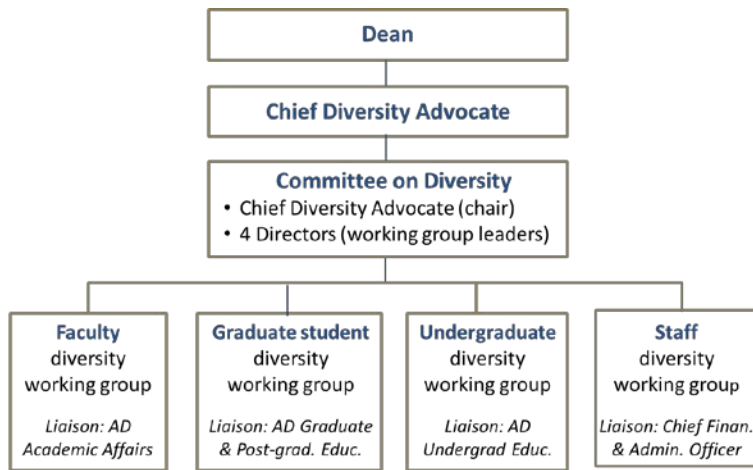 Dean
Chief Diversity Advocate
Committee on Diversity
• Chief Diversity Advocate (chair)
• 4 Directors (working group leaders)
Faculty
diversity
working group
Liaison: AD
Academic Affairs
Graduate student
diversity
working group
Liaison: AD Graduate
& Post-grad. Educ.
Undergraduate
diversity
working group
Liaison: AD
Undergrad Educ.
Staff
diversity
working group
Liaison: Chief Finan.
& Admin. Officer